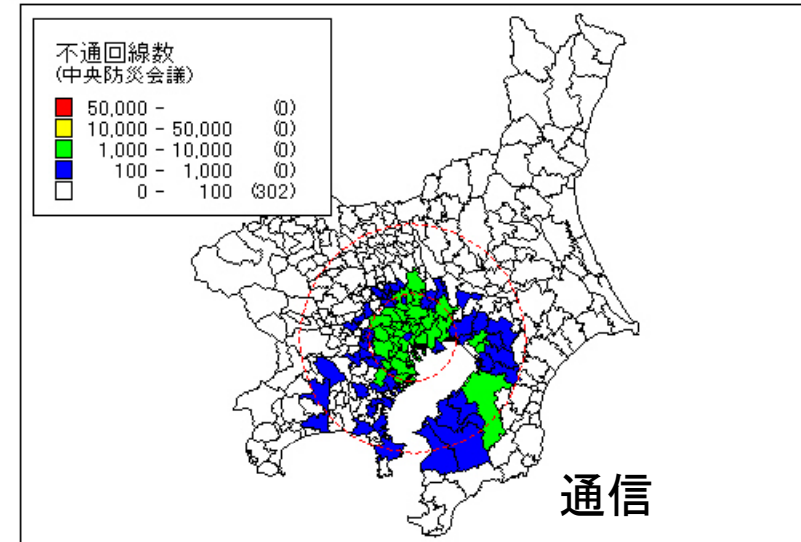 不通回線数
(中央防災会議)
50,000 - (0)
10,000 - 50,000 (0)
1,000 - 10,000 (0)
100 - 1,000 (0)
0 - 100 (302)
通信